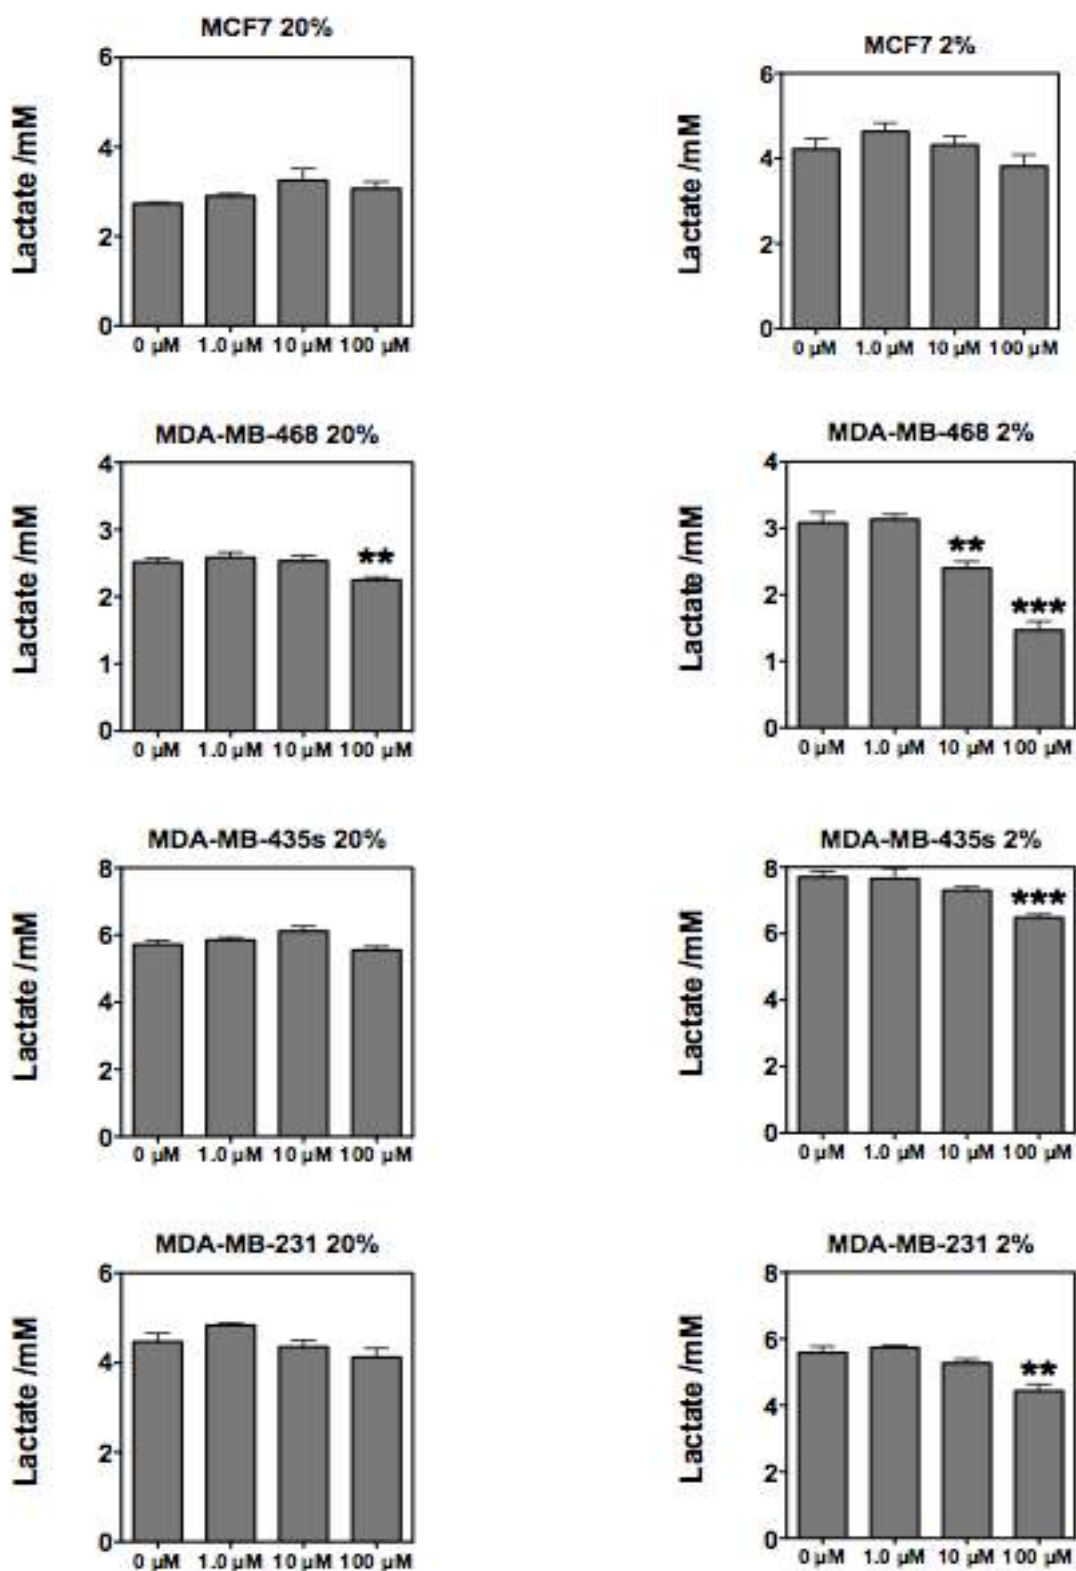 MCF7 20%
Lactate /mM
6
4
2
0
0 µM 1.0 µM 10 µM 100 µM
MCF7 2%
Lactate /mM
6
4
2
0
0 µM 1.0 µM 10 µM 100 µM
MDA-MB-468 20%
Lactate /mM
4
3
2
1
0
**
0 µM 1.0 µM 10 µM 100 µM
MDA-MB-468 2%
Lactate /mM
4
3
2
1
0
**
***
0 µM 1.0 µM 10 µM 100 µM
MDA-MB-435s 20%
Lactate /mM
8
6
4
2
0
0 µM 1.0 µM 10 µM 100 µM
MDA-MB-435s 2%
Lactate /mM
8
6
4
2
0
***
0 µM 1.0 µM 10 µM 100 µM
MDA-MB-231 20%
Lactate /mM
6
4
2
0
0 µM 1.0 µM 10 µM 100 µM
MDA-MB-231 2%
Lactate /mM
8
6
4
2
0
**
0 µM 1.0 µM 10 µM 100 µM